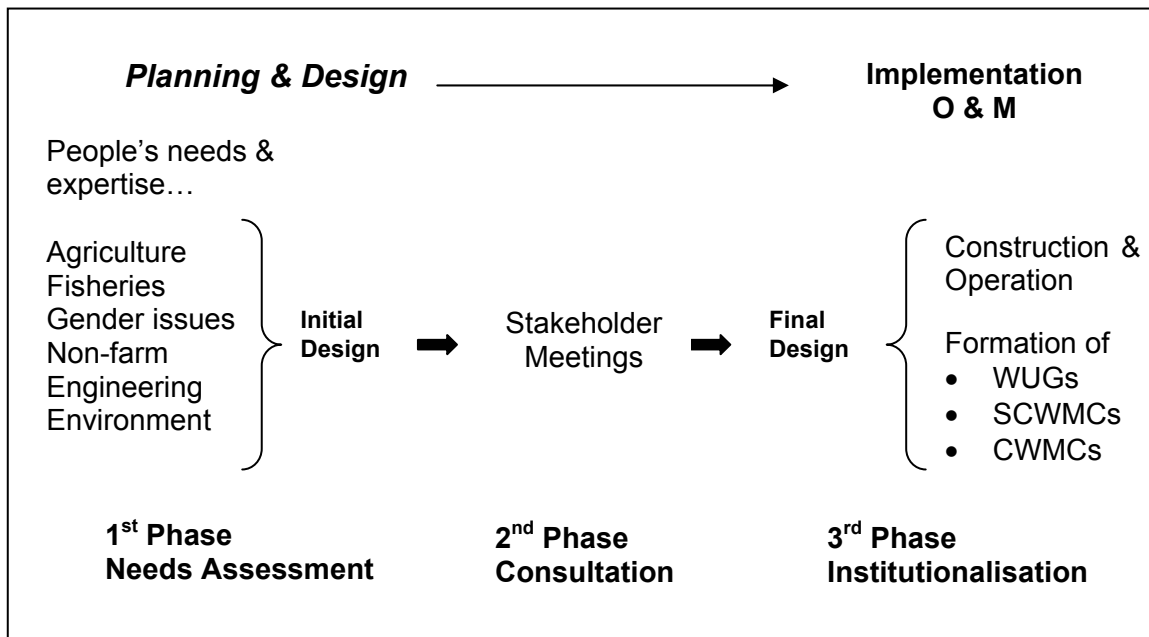 Planning & Design
Implementation
O & M
People’s needs &
expertise…
Agriculture
Fisheries
Gender issues
Non-farm
Engineering
Environment
Initial
Design
Stakeholder
Meetings
Final
Design
Construction &
Operation
Formation of
• WUGs
• SCWMCs
• CWMCs
1st Phase
Needs Assessment
2nd Phase
Consultation
3rd Phase
Institutionalisation